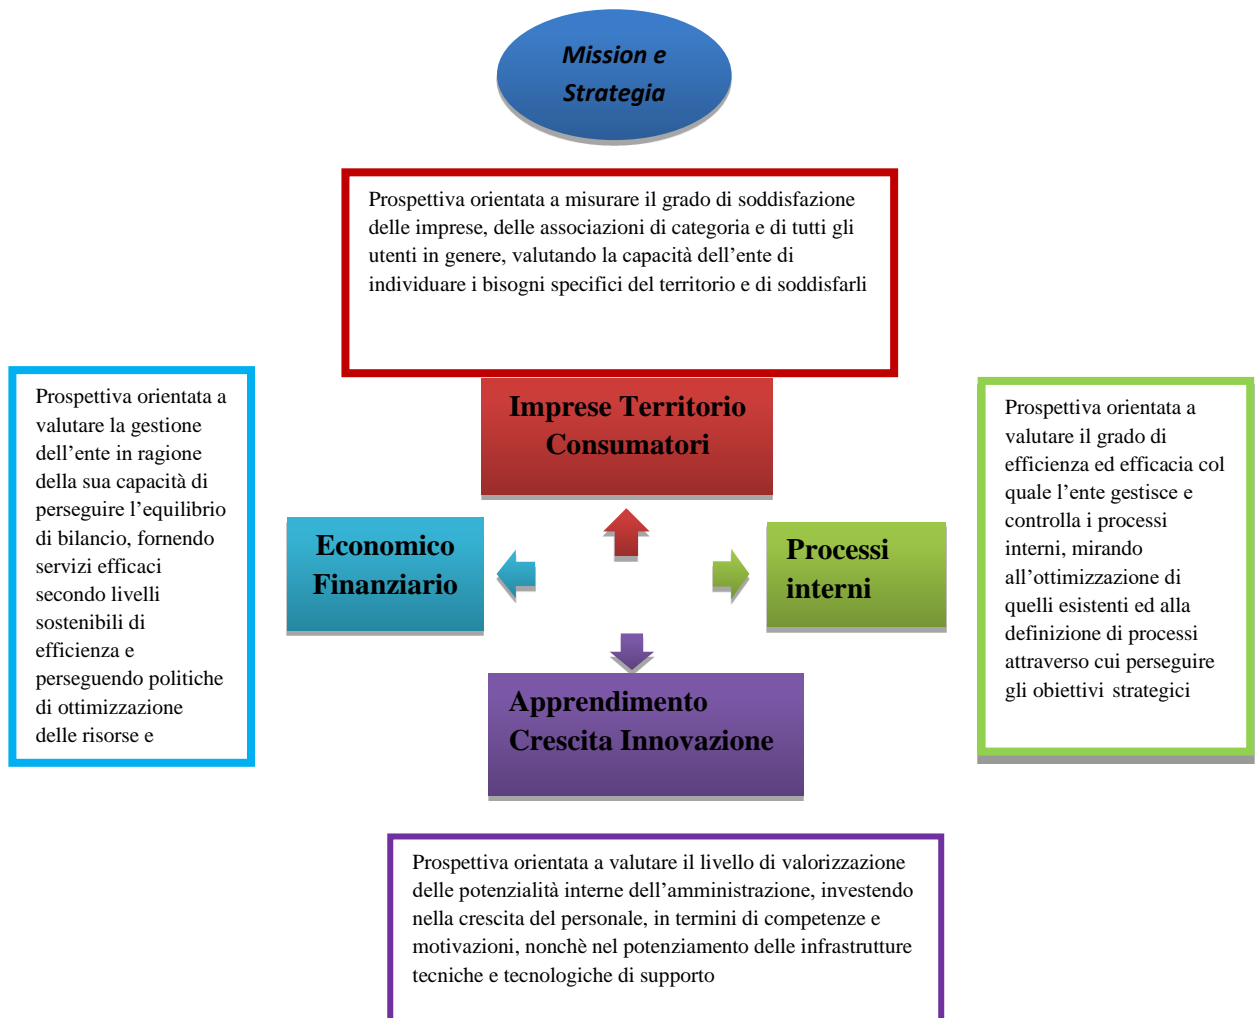 Mission e
Strategia
Prospettiva orientata a misurare il grado di soddisfazione
delle imprese, delle associazioni di categoria e di tutti gli
utenti in genere, valutando la capacità dell’ente di
individuare i bisogni specifici del territorio e di soddisfarli
Imprese Territorio
Consumatori
Prospettiva orientata a
valutare la gestione
dell’ente in ragione
della sua capacità di
perseguire l’equilibrio
di bilancio, fornendo
servizi efficaci
secondo livelli
sostenibili di
efficienza e
perseguendo politiche
di ottimizzazione
delle risorse e
Economico
Finanziario
Processi
interni
Prospettiva orientata a
valutare il grado di
efficienza ed efficacia col
quale l’ente gestisce e
controlla i processi
interni, mirando
all’ottimizzazione di
quelli esistenti ed alla
definizione di processi
attraverso cui perseguire
gli obiettivi strategici
Apprendimento
Crescita Innovazione
Prospettiva orientata a valutare il livello di valorizzazione
delle potenzialità interne dell’amministrazione, investendo
nella crescita del personale, in termini di competenze e
motivazioni, nonchè nel potenziamento delle infrastrutture
tecniche e tecnologiche di supporto